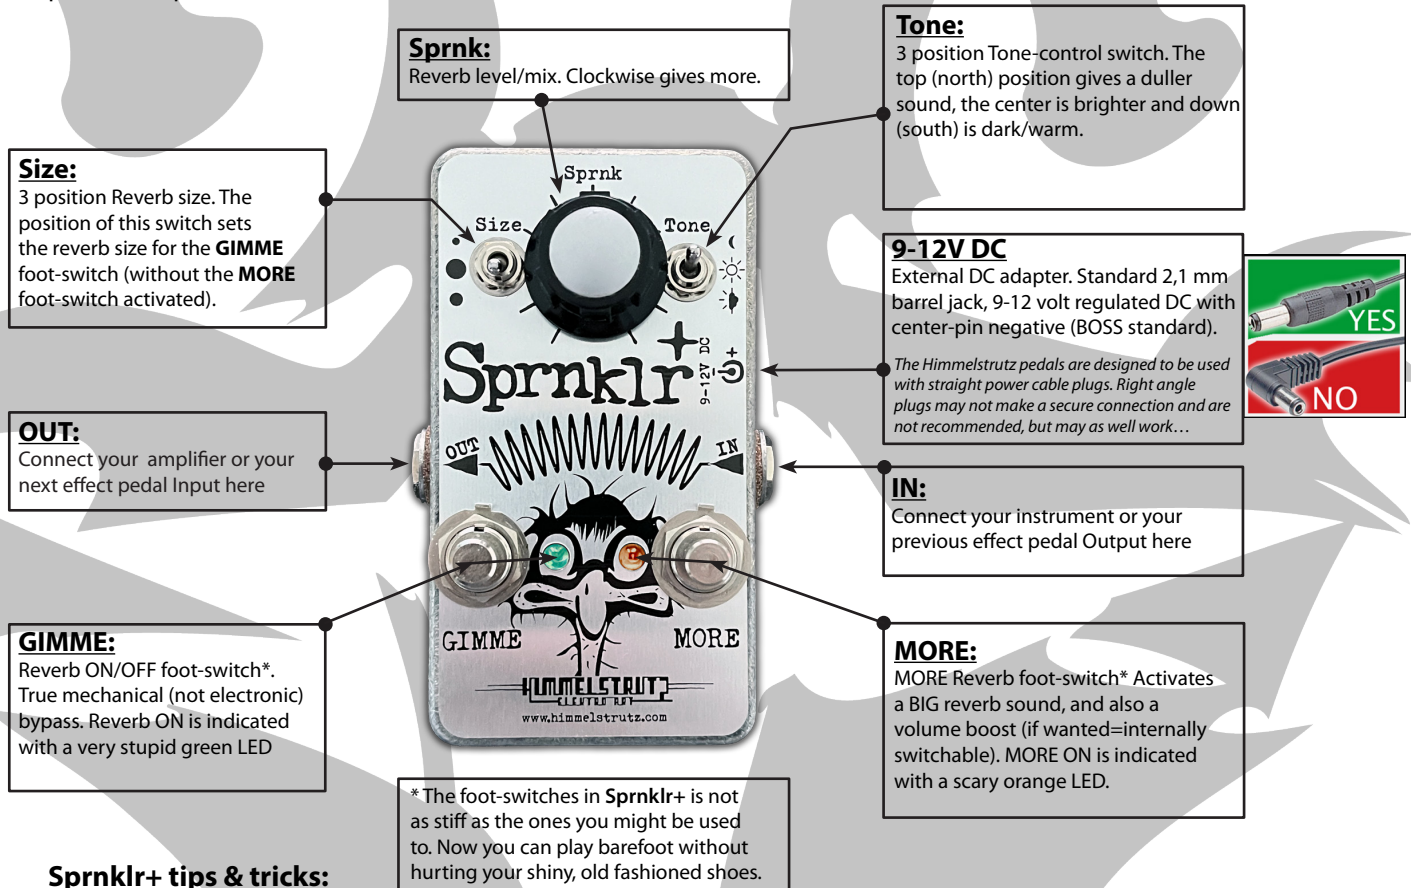 Sprnk:
Reverb level/mix. Clockwise gives more.
Tone:
3 position Tone-control switch. The
top (north) position gives a duller
sound, the center is brighter and down
(south) is dark/warm.
Size:
3 position Reverb size. The
position of this switch sets
the reverb size for the GIMME
foot-switch (without the MORE
foot-switch activated).
9-12V DC
External DC adapter. Standard 2,1 mm
barrel jack, 9-12 volt regulated DC with
center-pin negative (BOSS standard).
The Himmelstrutz pedals are designed to be used
with straight power cable plugs. Right angle
plugs may not make a secure connection and are
not recommended, but may as well work…
YES
NO
Sprnk
Size
Tone
Sprnklr+
9-12V DC
- +
OUT
IN
GIMME
MORE
HIMMELSTRUTZ
ELEKTRO ART
www.himmelstrutz.com
OUT:
Connect your  amplifier or your
next effect pedal Input here
IN:
Connect your instrument or your
previous effect pedal Output here
GIMME:
Reverb ON/OFF foot-switch*.
True mechanical (not electronic)
bypass. Reverb ON is indicated
with a very stupid green LED
MORE:
MORE Reverb foot-switch* Activates
a BIG reverb sound, and also a
volume boost (if wanted=internally
switchable). MORE ON is indicated
with a scary orange LED.
* The foot-switches in Sprnklr+ is not
as stiff as the ones you might be used
to. Now you can play barefoot without
hurting your shiny, old fashioned shoes.
Sprnklr+ tips & tricks: